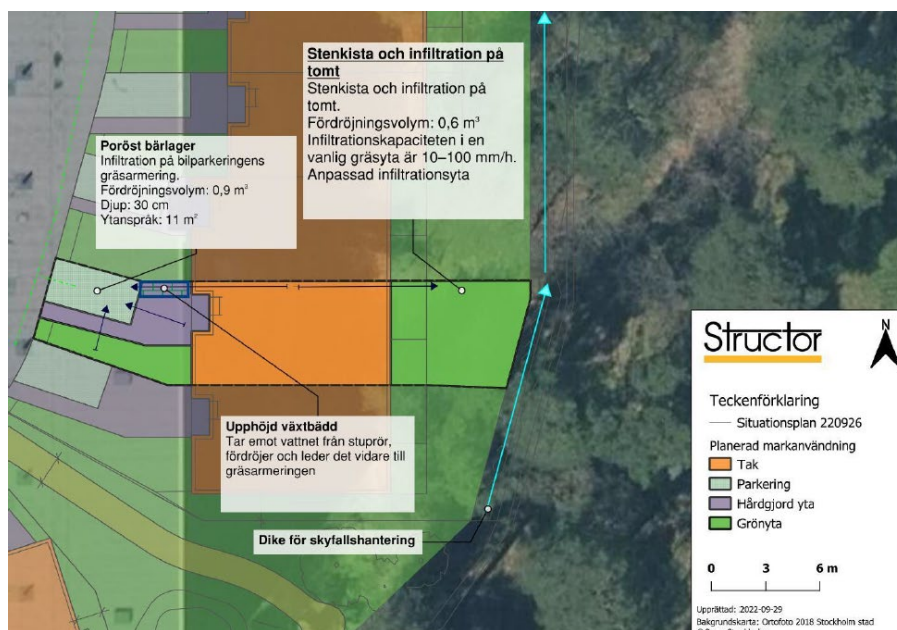 Stenkista och infiltration på
tomt
Stenkista och infiltration på
tomt.
Fördröjningsvolym: 0,6 m³
Infiltrationskapaciteten i en
vanlig gräsyta är 10–100 mm/h.
Anpassad infiltrationsyta
Poröst bärlager
Infiltration på bilparkeringens
gräsarmering.
Fördröjningsvolym: 0,9 m³
Djup: 30 cm
Ytanspråk: 11 m²
Upphöjd växtbädd
Tar emot vattnet från stuprör,
fördröjer och leder det vidare till
gräsarmeringen
Dike för skyfallshantering
Structor
N
Teckenförklaring
Situationsplan 220926
Planerad markanvändning
Tak
Parkering
Hårdgjord yta
Grönyta
0 3 6 m
Upprättad: 2022-09-29
Bakgrundskarta: Ortofoto 2018 Stockholm stad